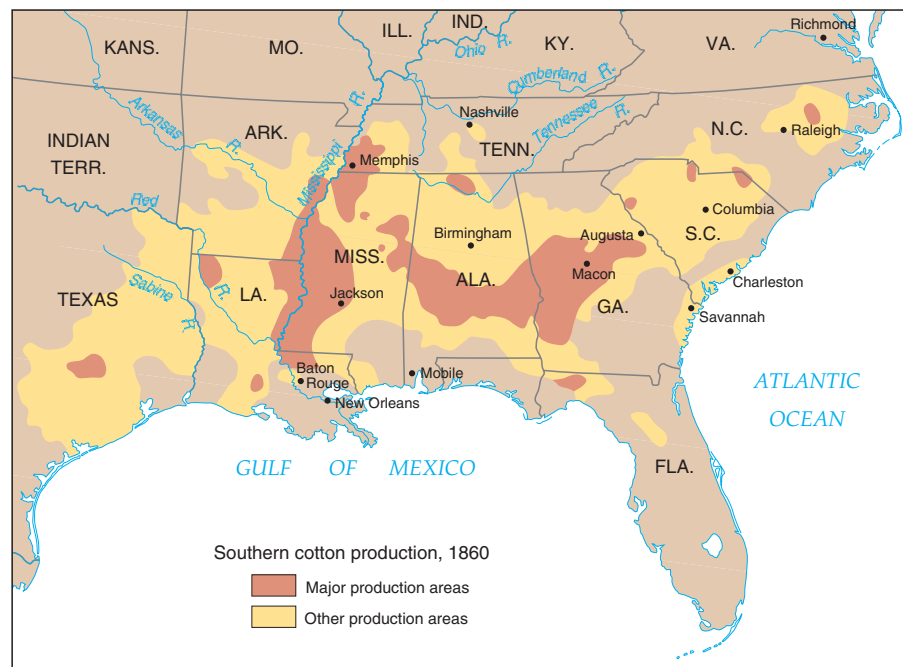 KANS.
MO.
ILL.
IND.
KY.
VA.
Richmond
Ohio R.
Cumberland R.
Arkansas R.
Nashville
Tennessee R.
INDIAN
TERR.
ARK.
Mississippi R.
Memphis
TENN.
N.C.
Raleigh
Red R.
Columbia
S.C.
Birmingham
Augusta
MISS.
ALA.
Macon
Charleston
TEXAS
Sabine R.
LA.
Jackson
GA.
Savannah
Baton
Rouge
Mobile
New Orleans
ATLANTIC
OCEAN
GULF OF MEXICO
FLA.
Southern cotton production, 1860
Major production areas
Other production areas